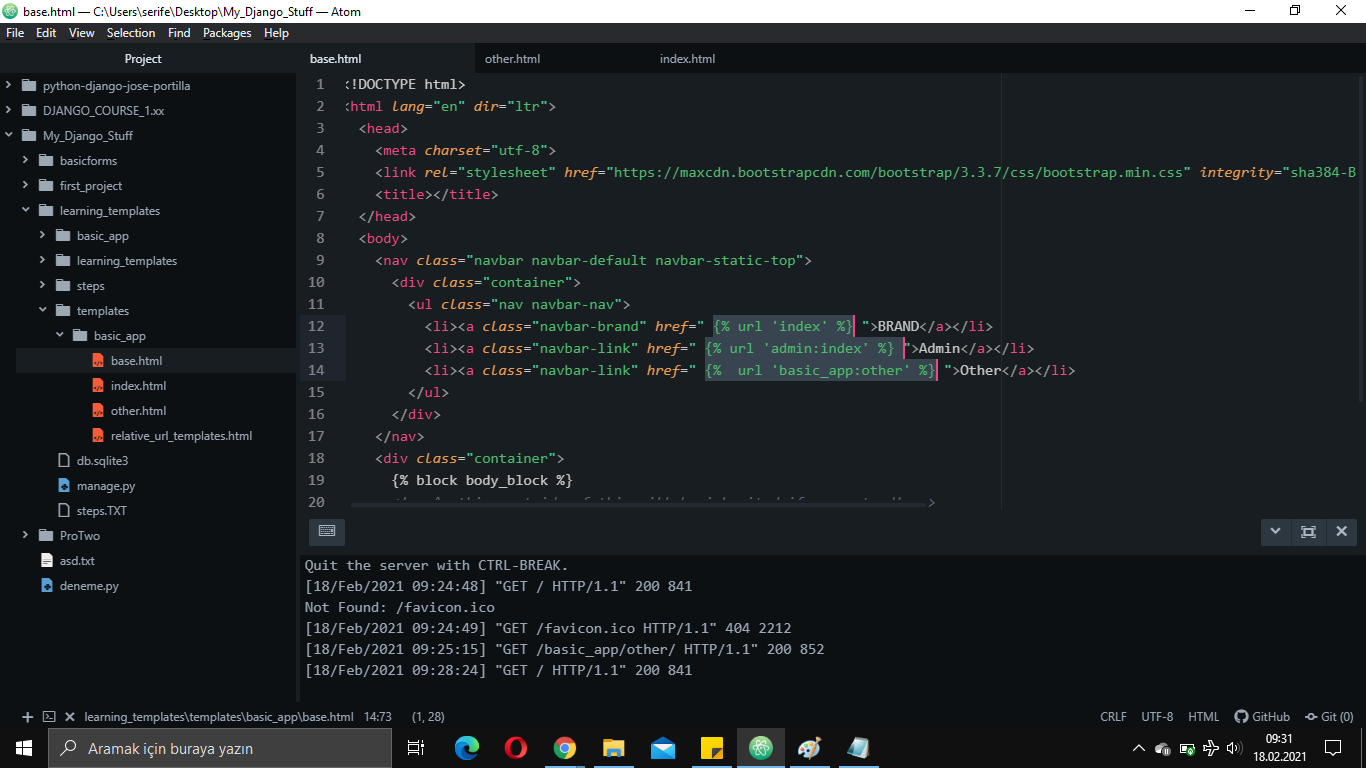 base.html — C:\Users\serife\Desktop\My_Django_Stuff — Atom
File Edit View Selection Find Packages Help
Project
python-django-jose-portilla
DJANGO_COURSE_1.xx
My_Django_Stuff
basicforms
first_project
learning_templates
basic_app
learning_templates
steps
templates
basic_app
base.html
index.html
other.html
relative_url_templates.html
db.sqlite3
manage.py
steps.TXT
ProTwo
asd.txt
deneme.py
base.html other.html index.html
1 <!DOCTYPE html>
2 <html lang="en" dir="ltr">
3 <head>
4 <meta charset="utf-8">
5 <link rel="stylesheet" href="https://maxcdn.bootstrapcdn.com/bootstrap/3.3.7/css/bootstrap.min.css" integrity="sha384-B
6 <title></title>
7 </head>
8 <body>
9 <nav class="navbar navbar-default navbar-static-top">
10 <div class="container">
11 <ul class="nav navbar-nav">
12 <li><a class="navbar-brand" href=" {% url 'index' %} ">BRAND</a></li>
13 <li><a class="navbar-link" href=" {% url 'admin:index' %} ">Admin</a></li>
14 <li><a class="navbar-link" href=" {%  url 'basic_app:other' %} ">Other</a></li>
15 </ul>
16 </div>
17 </nav>
18 <div class="container">
19 {% block body_block %}
20
Quit the server with CTRL-BREAK.
[18/Feb/2021 09:24:48] "GET / HTTP/1.1" 200 841
Not Found: /favicon.ico
[18/Feb/2021 09:24:49] "GET /favicon.ico HTTP/1.1" 404 2212
[18/Feb/2021 09:25:15] "GET /basic_app/other/ HTTP/1.1" 200 852
[18/Feb/2021 09:28:24] "GET / HTTP/1.1" 200 841
learning_templates\templates\basic_app\base.html 14:73 (1, 28) CRLF UTF-8 HTML GitHub Git (0)
Aramak için buraya yazın
09:31
18.02.2021